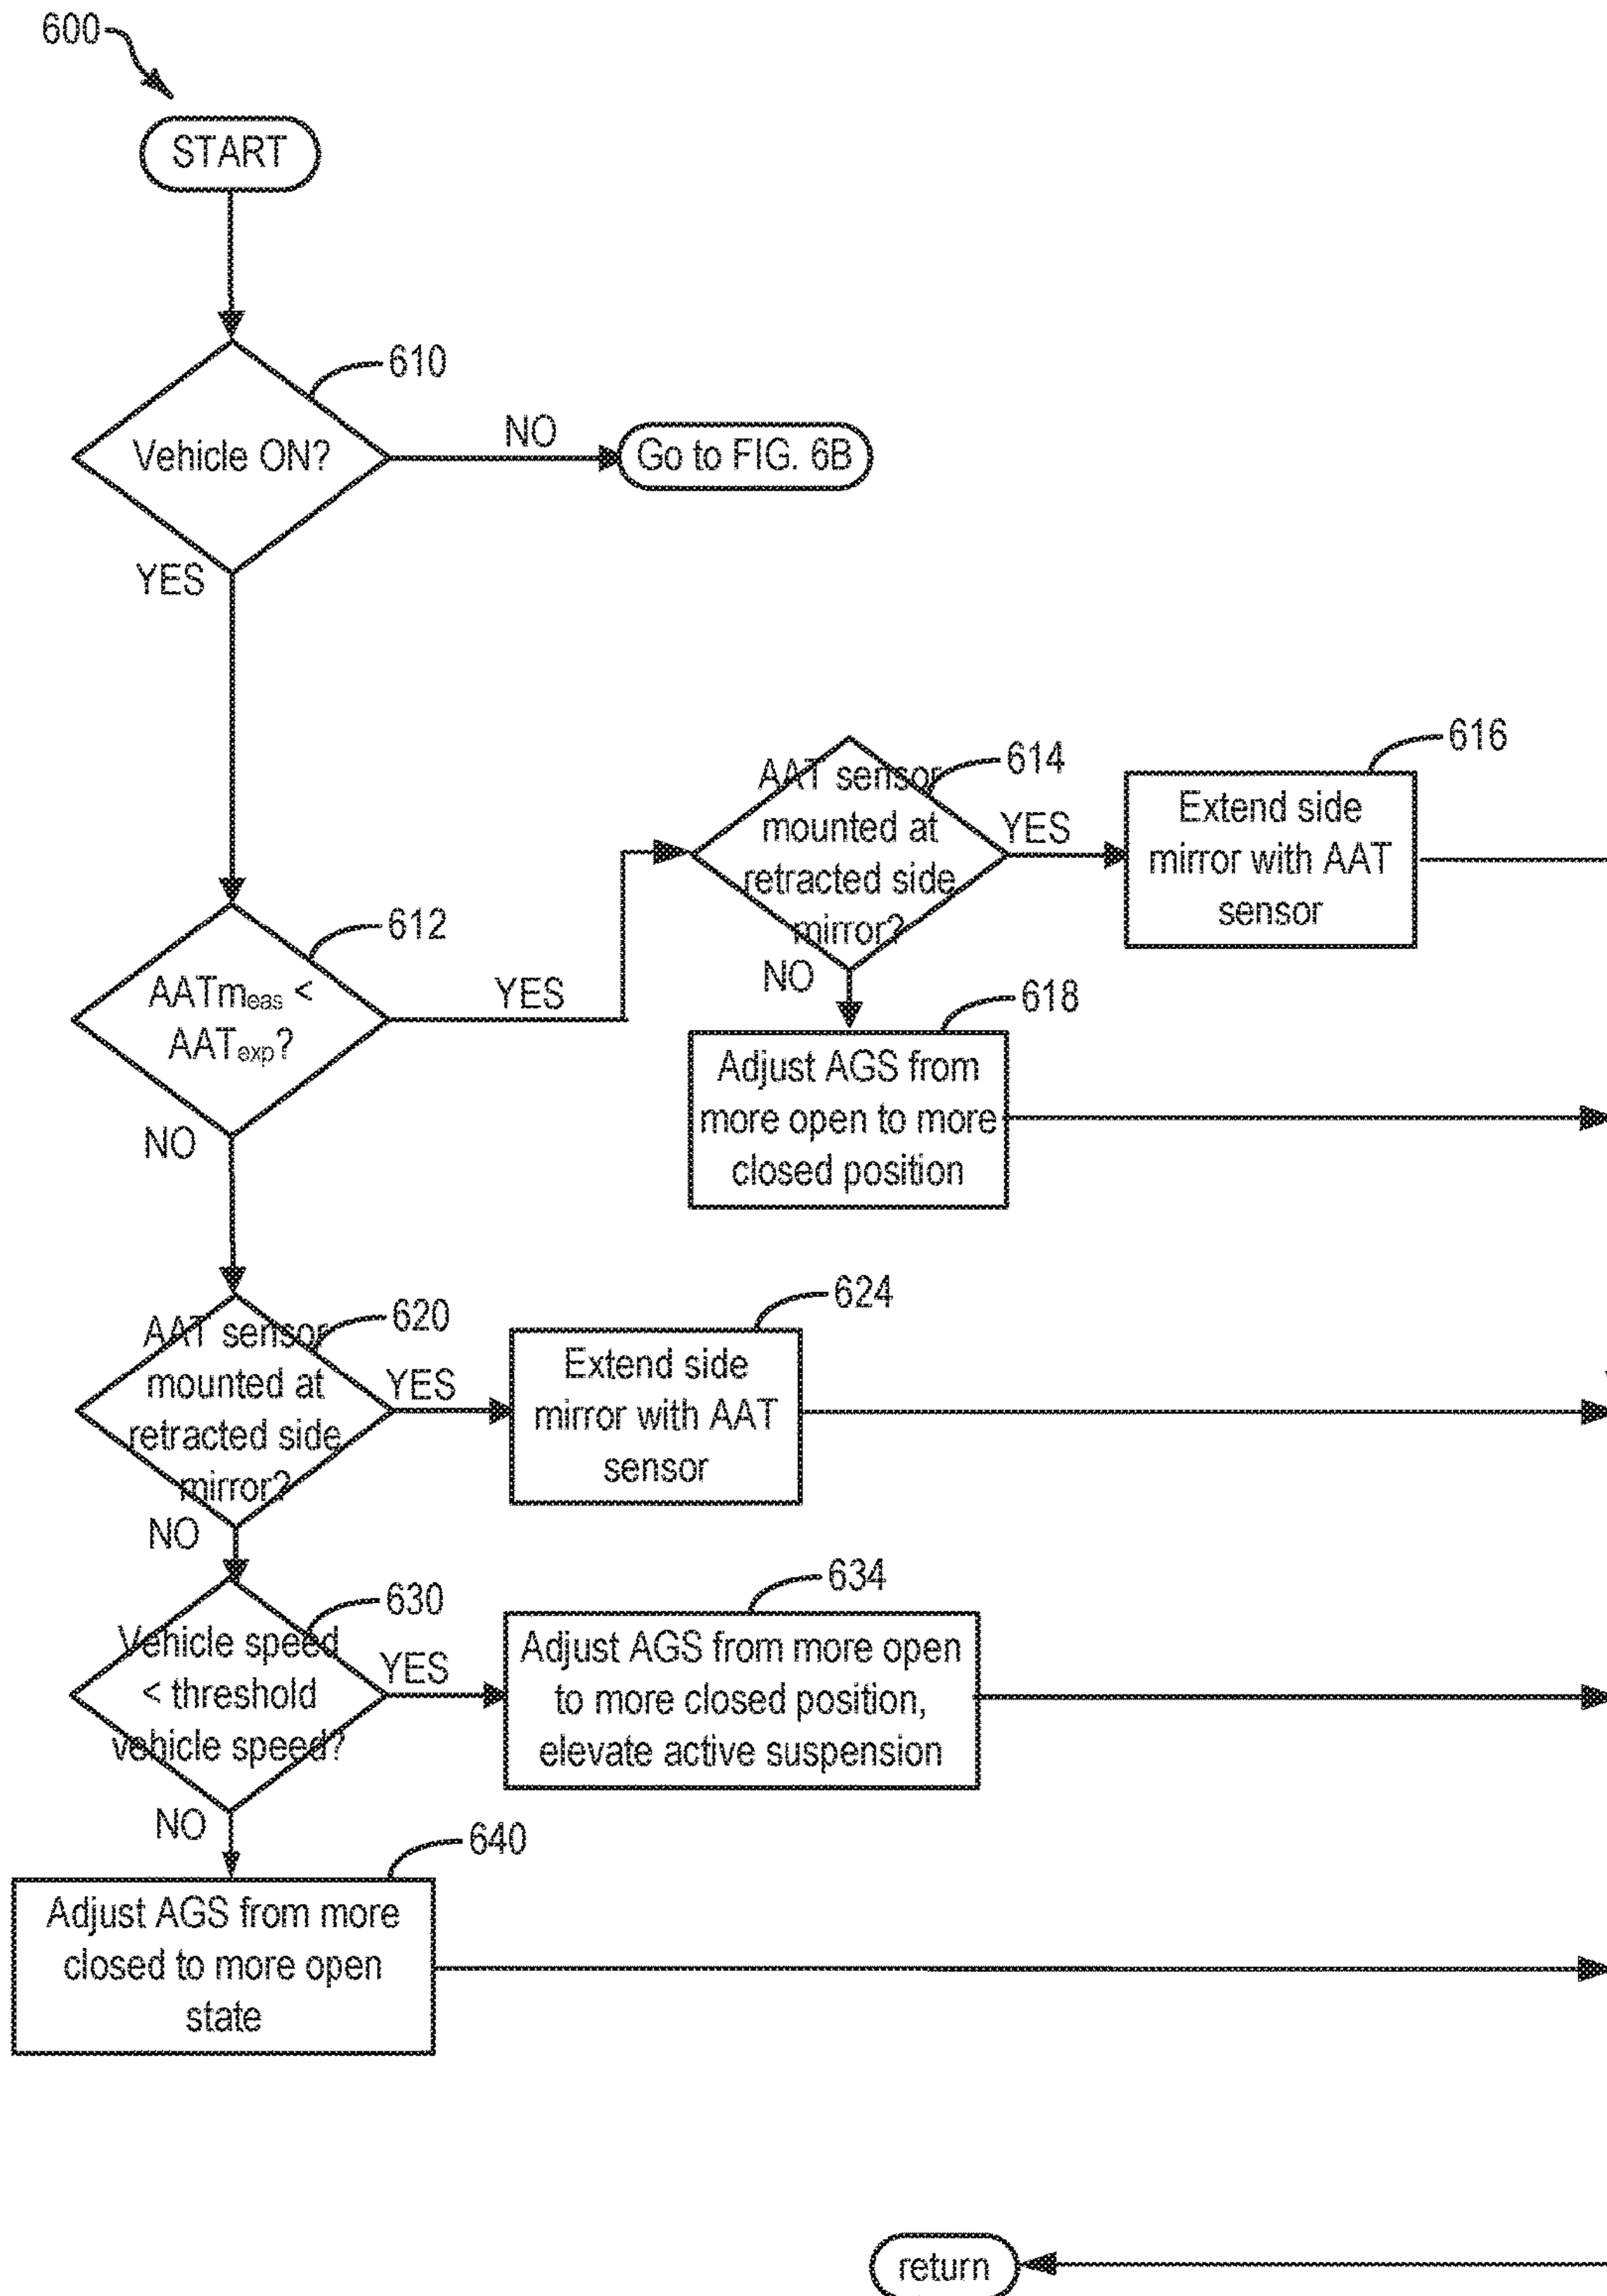 600
START
610
Vehicle ON?
NO
Go to FIG. 6B
YES
612
AATmeas <
AATexp?
YES
NO
614
AAT sensor
mounted at
retracted side
mirror?
YES
616
Extend side
mirror with AAT
sensor
NO
618
Adjust AGS from
more open to more
closed position
620
AAT sensor
mounted at
retracted side
mirror?
YES
624
Extend side
mirror with AAT
sensor
NO
630
Vehicle speed
< threshold
vehicle speed?
YES
634
Adjust AGS from more open
to more closed position,
elevate active suspension
NO
640
Adjust AGS from more
closed to more open
state
return